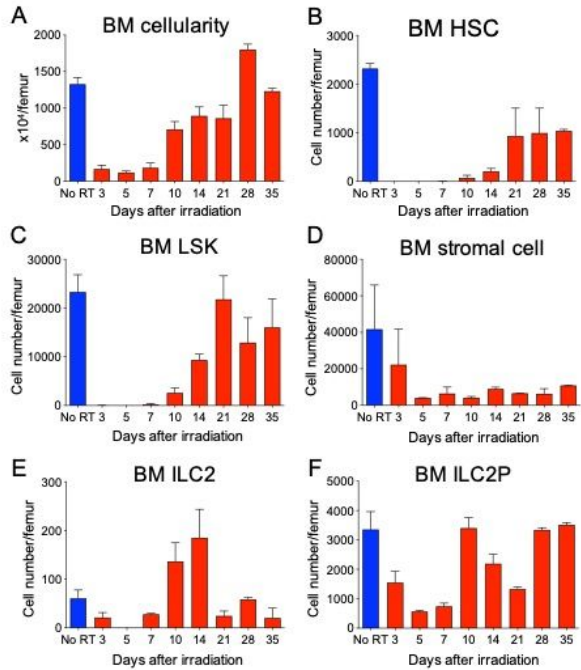 A
BM cellularity
x10⁴/femur
2000
1500
1000
500
0
No RT 3 5 7 10 14 21 28 35
Days after irradiation
B
BM HSC
Cell number/femur
3000
2000
1000
0
No RT 3 5 7 10 14 21 28 35
Days after irradiation
C
BM LSK
Cell number/femur
30000
20000
10000
0
No RT 3 5 7 10 14 21 28 35
Days after irradiation
D
BM stromal cell
Cell number/femur
80000
60000
40000
20000
0
No RT 3 5 7 10 14 21 28 35
Days after irradiation
E
BM ILC2
Cell number/femur
300
200
100
0
No RT 3 5 7 10 14 21 28 35
Days after irradiation
F
BM ILC2P
Cell number/femur
5000
4000
3000
2000
1000
0
No RT 3 5 7 10 14 21 28 35
Days after irradiation